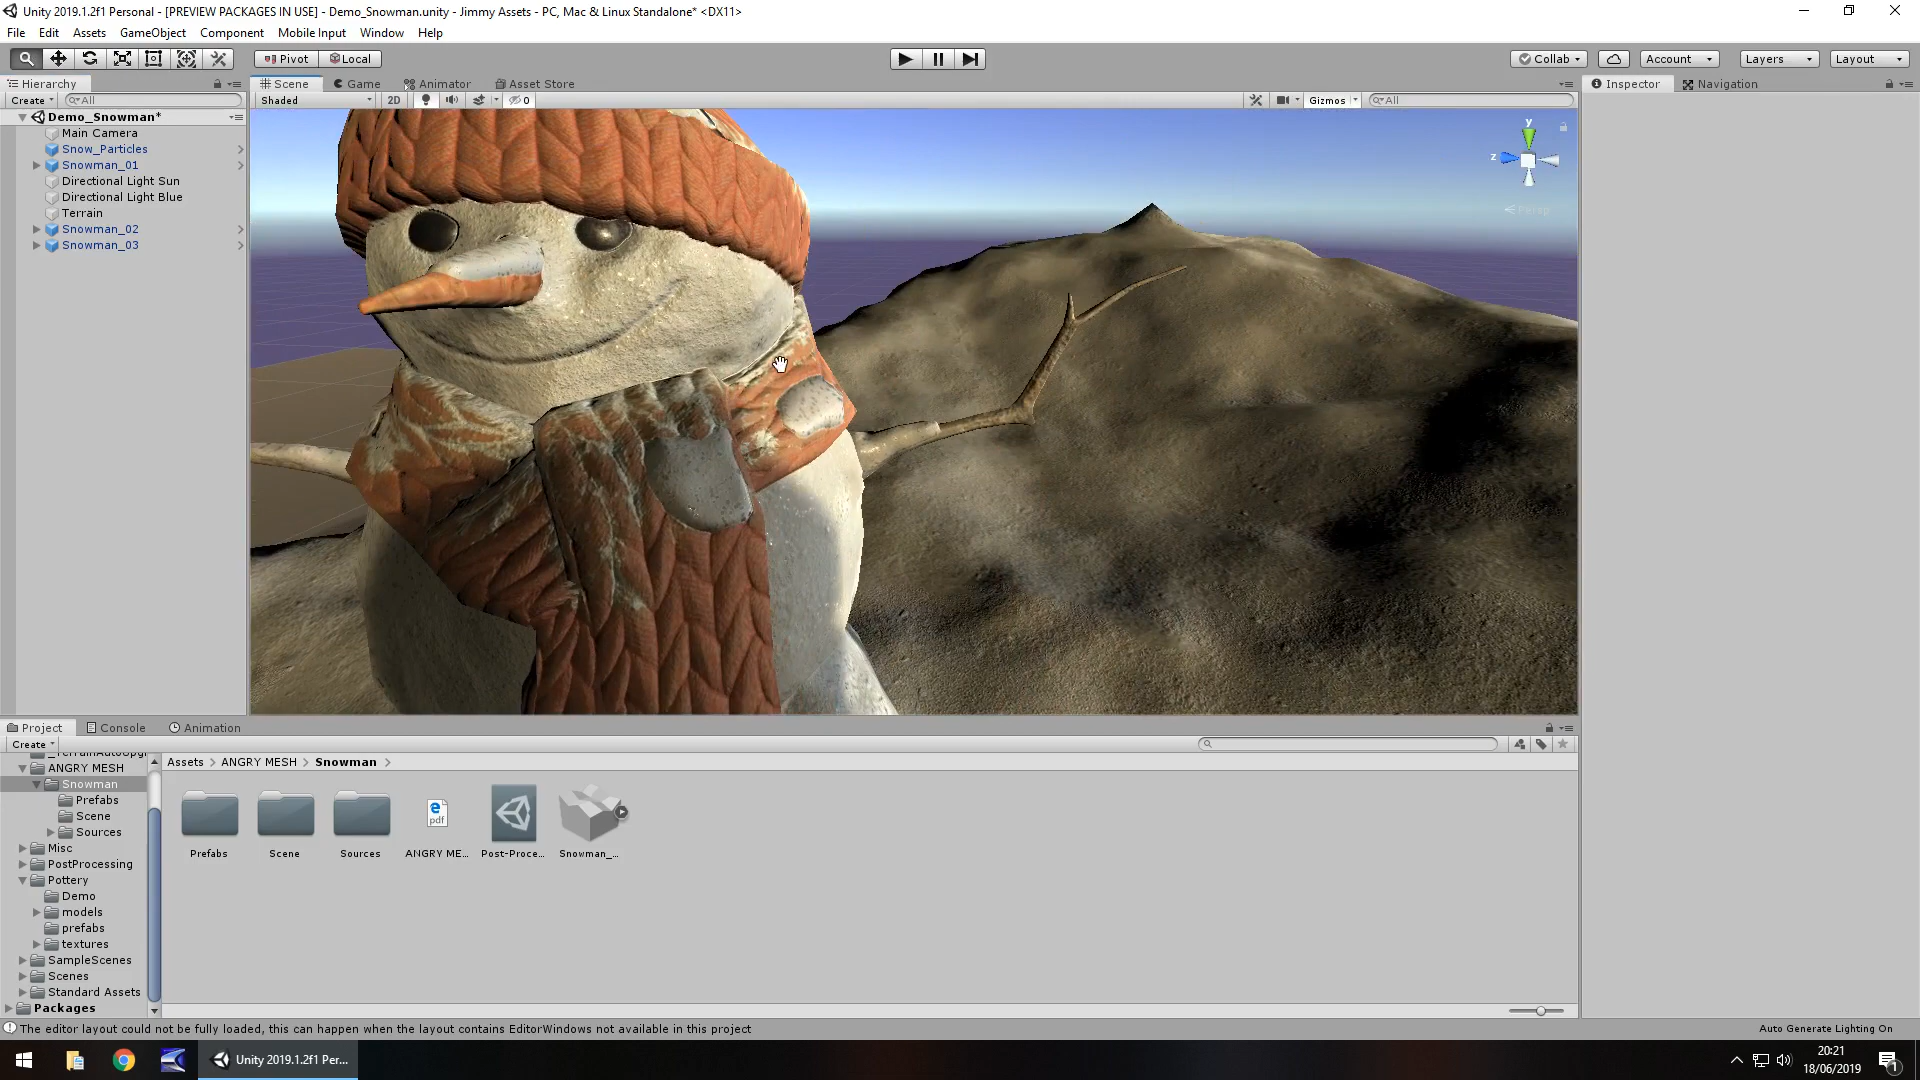 Unity 2019.1.2f1 Personal - [PREVIEW PACKAGES IN USE] - Demo_Snowman.unity - Jimmy Assets - PC, Mac & Linux Standalone* <DX11>
File Edit Assets GameObject Component Mobile Input Window Help
Pivot Local Collab Account Layers Layout
Hierarchy Scene Game Animator Asset Store Inspector Navigation
Create All Shaded 2D 0 Gizmos All
Demo_Snowman*
Main Camera
Snow_Particles
Snowman_01
Directional Light Sun
Directional Light Blue
Terrain
Snowman_02
Snowman_03
y
z
Persp
Project Console Animation
Create
Assets > ANGRY MESH > Snowman >
ANGRY MESH
Snowman
Prefabs
Scene
Sources
Misc
PostProcessing
Pottery
Demo
models
prefabs
textures
SampleScenes
Scenes
Standard Assets
Packages
pdf
Prefabs Scene Sources ANGRY ME... Post-Proce... Snowman_...
The editor layout could not be fully loaded, this can happen when the layout contains EditorWindows not available in this project
Auto Generate Lighting On
Unity 2019.1.2f1 Per...
20:21
18/06/2019
1